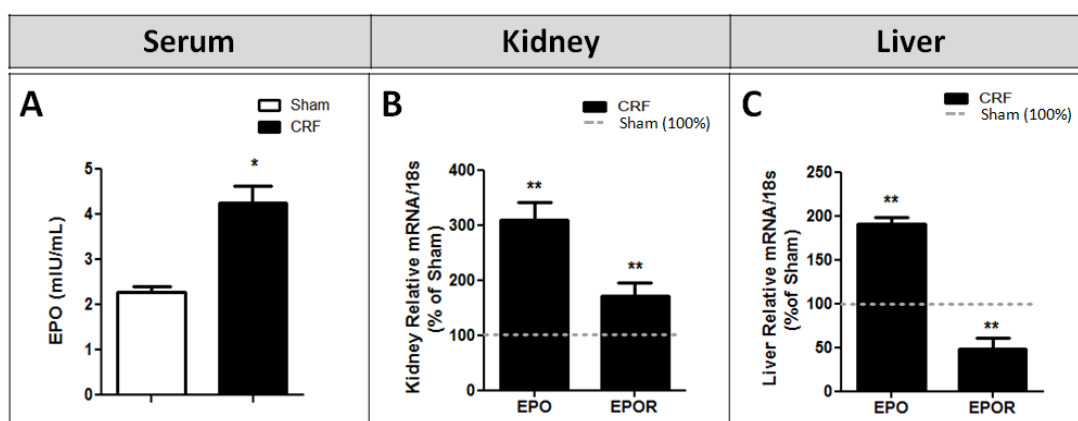 Serum
Kidney
Liver
A
Sham
CRF
*
5
4
3
2
1
0
EPO (mIU/mL)
B
CRF
Sham (100%)
400
300
200
100
0
**
**
Kidney Relative mRNA/18s
(% of Sham)
EPO
EPOR
C
CRF
Sham (100%)
250
200
150
100
50
0
**
**
Liver Relative mRNA/18s
(%of Sham)
EPO
EPOR